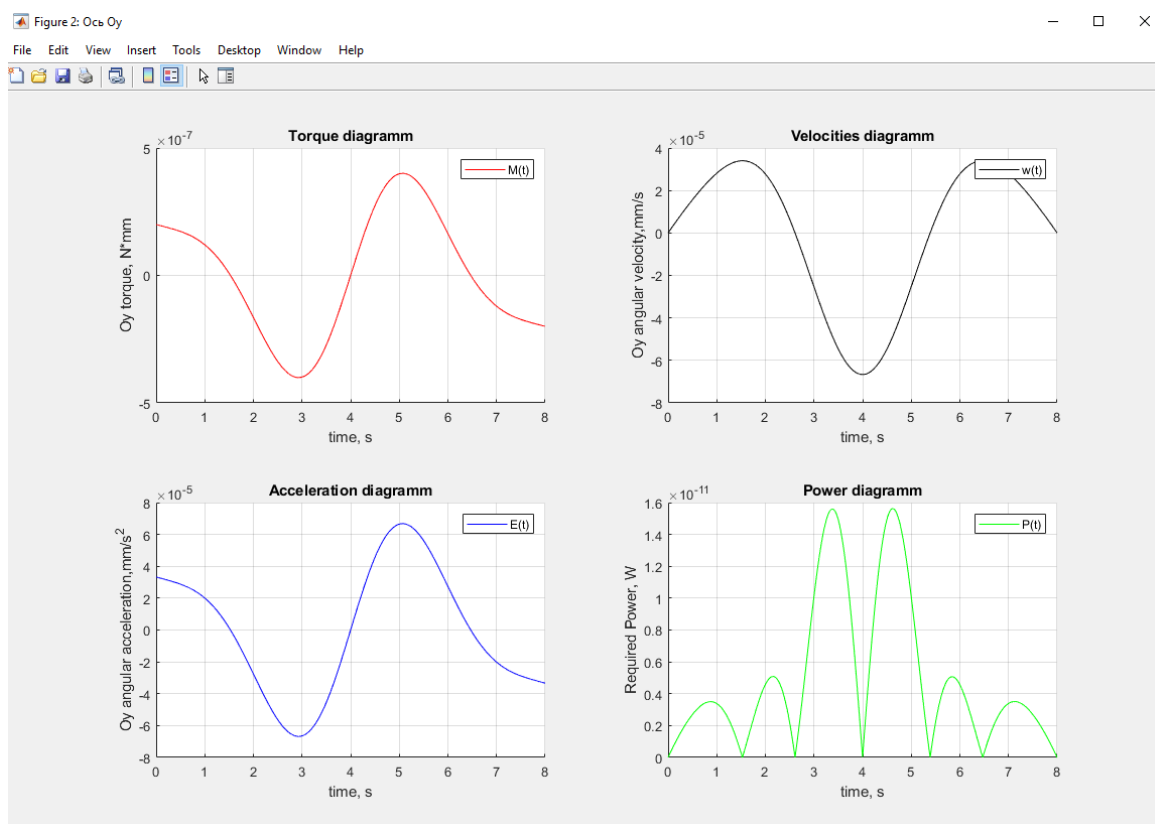 Figure 2: Ось Oy
File Edit View Insert Tools Desktop Window Help
Torque diagramm
×10-7
5
0
-5
Oy torque, N*mm
M(t)
0 1 2 3 4 5 6 7 8
time, s
Velocities diagramm
×10-5
4
2
0
-2
-4
-6
-8
Oy angular velocity,mm/s
w(t)
0 1 2 3 4 5 6 7 8
time, s
Acceleration diagramm
×10-5
8
6
4
2
0
-2
-4
-6
-8
Oy angular acceleration,mm/s2
E(t)
0 1 2 3 4 5 6 7 8
time, s
Power diagramm
×10-11
1.6
1.4
1.2
1
0.8
0.6
0.4
0.2
0
Required Power, W
P(t)
0 1 2 3 4 5 6 7 8
time, s